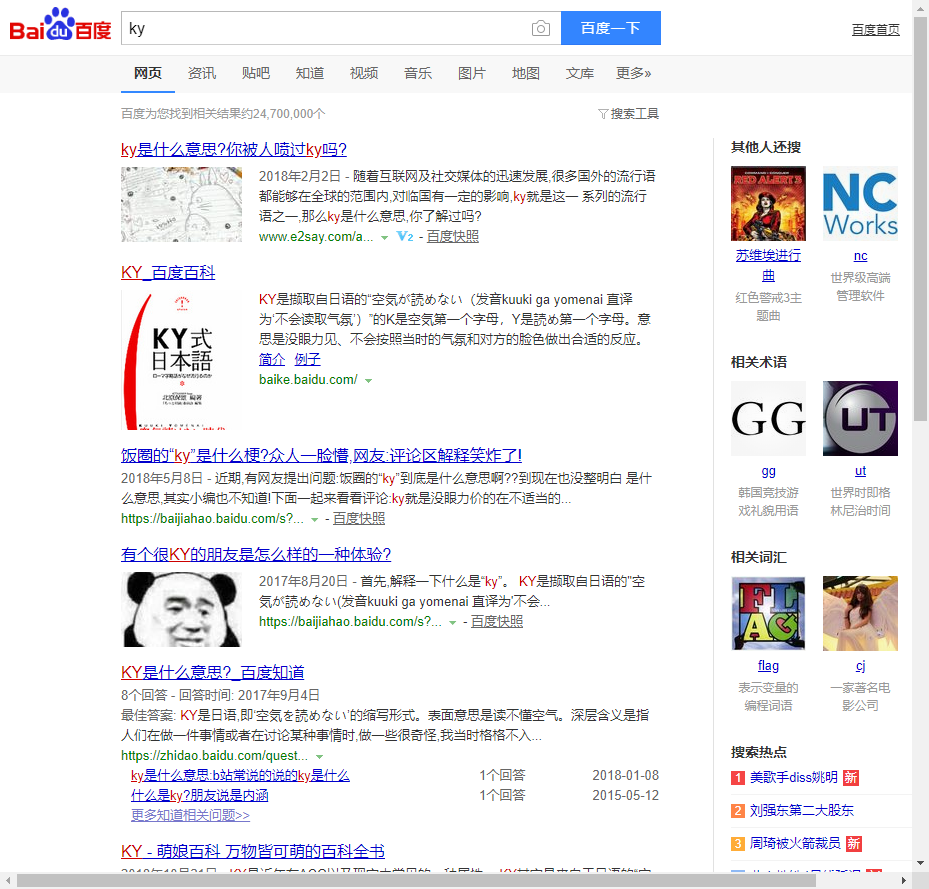 Bai du 百度
ky
百度一下
百度首页
网页 资讯 贴吧 知道 视频 音乐 图片 地图 文库 更多»
百度为您找到相关结果约24,700,000个
搜索工具
ky是什么意思?你被人喷过ky吗?
2018年2月2日 - 随着互联网及社交媒体的迅速发展,很多国外的流行语
都能够在全球的范围内,对临国有一定的影响,ky就是这一 系列的流行
语之一,那么ky是什么意思,你了解过吗?
www.e2say.com/a... V2 - 百度快照
KY_百度百科
KY式
日本語
KY是撷取自日语的“空気が読めない（发音kuuki ga yomenai 直译
为‘不会读取气氛’）”的K是空気第一个字母，Y是読め第一个字母。意
思是没眼力见、不会按照当时的气氛和对方的脸色做出合适的反应。
简介 例子
baike.baidu.com/
饭圈的“ky”是什么梗?众人一脸懵,网友:评论区解释笑炸了!
2018年5月8日 - 近期,有网友提出问题:饭圈的“ky”到底是什么意思啊??到现在也没整明白 是什
么意思,其实小编也不知道!下面一起来看看评论:ky就是没眼力价的在不适当的...
https://baijiahao.baidu.com/s?... - 百度快照
有个很KY的朋友是怎么样的一种体验?
2017年8月20日 - 首先,解释一下什么是“ky”。 KY是撷取自日语的"空
気が読めない(发音kuuki ga yomenai 直译为'不会...
https://baijiahao.baidu.com/s?... - 百度快照
KY是什么意思?_百度知道
8个回答 - 回答时间: 2017年9月4日
最佳答案: KY是日语,即‘空気を読めない’的缩写形式。表面意思是读不懂空气。深层含义是指
人们在做一件事情或者在讨论某种事情时,做一些很奇怪,我当时格格不入...
https://zhidao.baidu.com/quest...
ky是什么意思:b站常说的说的ky是什么 1个回答 2018-01-08
什么是ky?朋友说是内涵 1个回答 2015-05-12
更多知道相关问题>>
KY - 萌娘百科 万物皆可萌的百科全书
其他人还搜
RED ALERT 3
NC
Works
苏维埃进行
曲
红色警戒3主
题曲
nc
世界级高端
管理软件
相关术语
GG
UT
gg
韩国竞技游
戏礼貌用语
ut
世界时即格
林尼治时间
相关词汇
FLAG
flag
表示变量的
编程词语
cj
一家著名电
影公司
搜索热点
1 美歌手diss姚明 新
2 刘强东第二大股东
3 周琦被火箭裁员 新